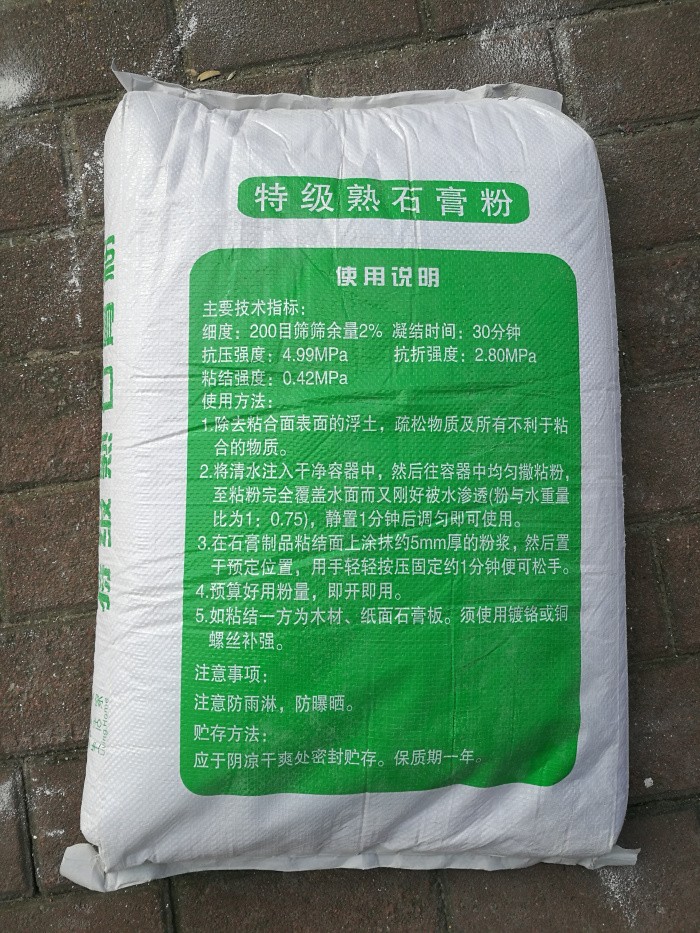 特级熟石膏粉
使用说明
主要技术指标：
细度：200目筛筛余量2% 凝结时间：30分钟
抗压强度：4.99MPa 抗折强度：2.80MPa
粘结强度：0.42MPa
使用方法：
1.除去粘合面表面的浮土，疏松物质及所有不利于粘
合的物质。
2.将清水注入干净容器中，然后往容器中均匀撒粘粉，
至粘粉完全覆盖水面而又刚好被水渗透(粉与水重量
比为1：0.75)，静置1分钟后调匀即可使用。
3.在石膏制品粘结面上涂抹约5mm厚的粉浆，然后置
于预定位置，用手轻轻按压固定约1分钟便可松手。
4.预算好用粉量，即开即用。
5.如粘结一方为木材、纸面石膏板。须使用镀铬或铜
螺丝补强。
注意事项：
注意防雨淋，防曝晒。
贮存方法：
应于阴凉干爽处密封贮存。保质期一年。